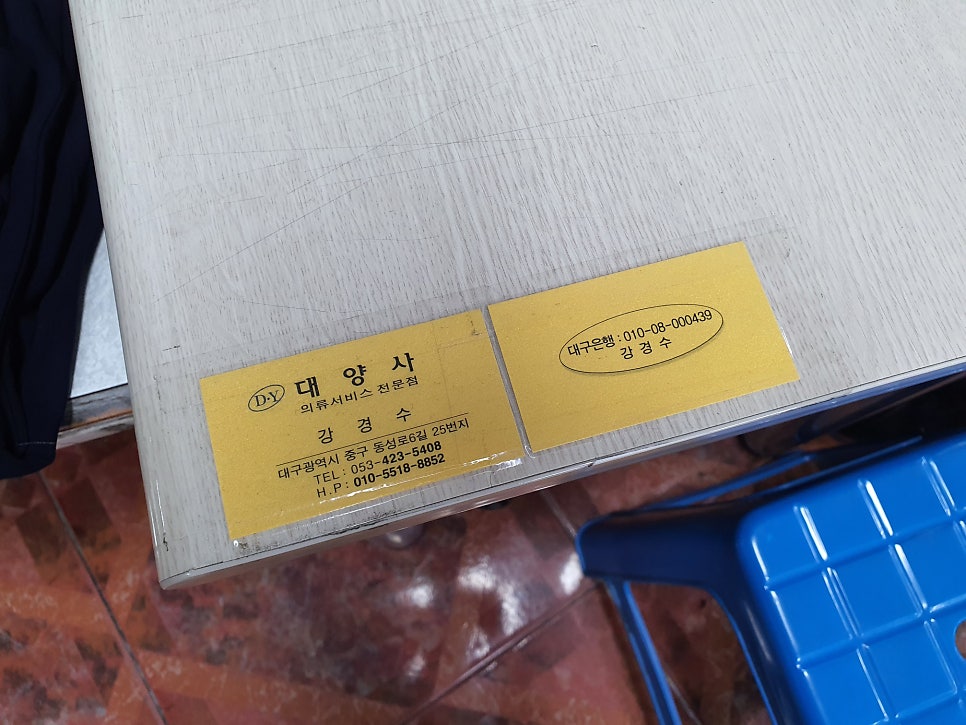 D·Y 대양사
의류서비스 전문점
강 경 수
대구광역시 중구 동성로6길 25번지
TEL : 053-423-5408
H.P : 010-5518-8852
대구은행 : 010-08-000439
강 경 수